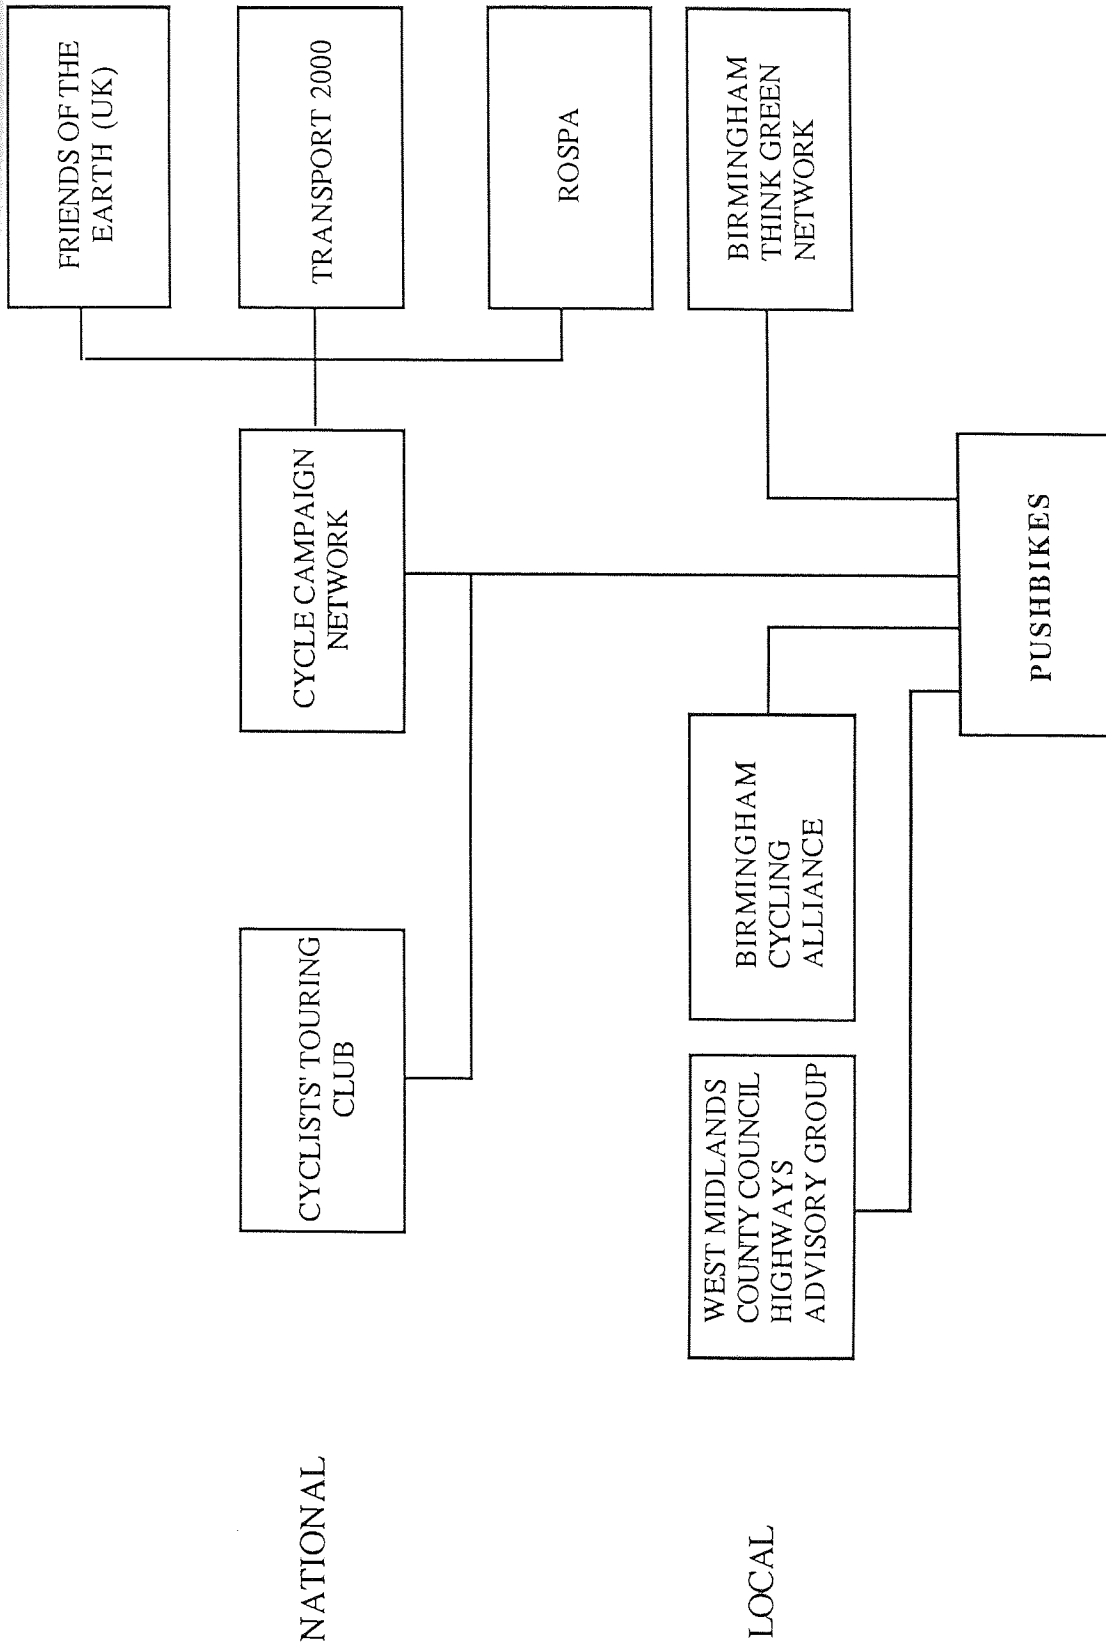 FRIENDS OF THE
EARTH (UK)
NATIONAL
CYCLISTS' TOURING
CLUB
CYCLE CAMPAIGN
NETWORK
TRANSPORT 2000
ROSPA
LOCAL
WEST MIDLANDS
COUNTY COUNCIL
HIGHWAYS
ADVISORY GROUP
BIRMINGHAM
CYCLING
ALLIANCE
BIRMINGHAM
THINK GREEN
NETWORK
PUSHBIKES